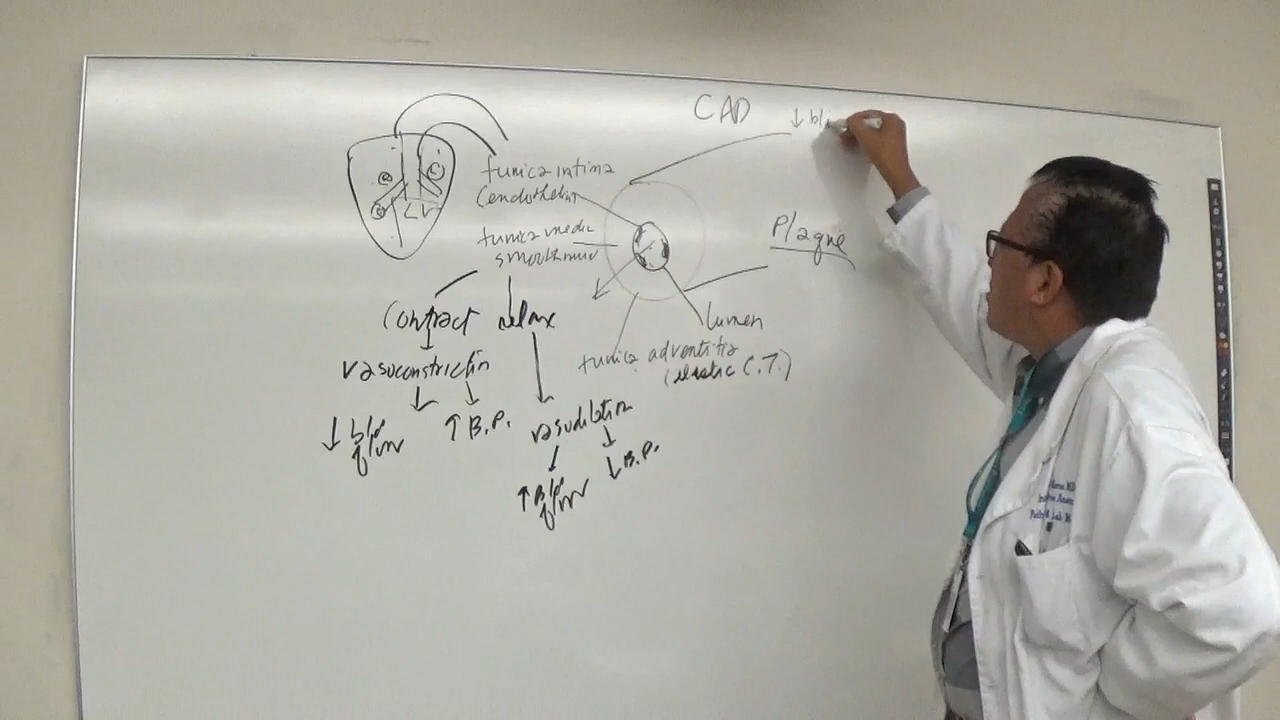 CAD
↓ bl
tunica intima
(endothelium
tunica media
smooth musc
Plaque
contract relax
lumen
tunica adventitia
(elastic C.T.)
vasoconstriction
↓ blood flow
↑ B.P.
vasodilation
↓ B.P.
↑ Blood flow
LV